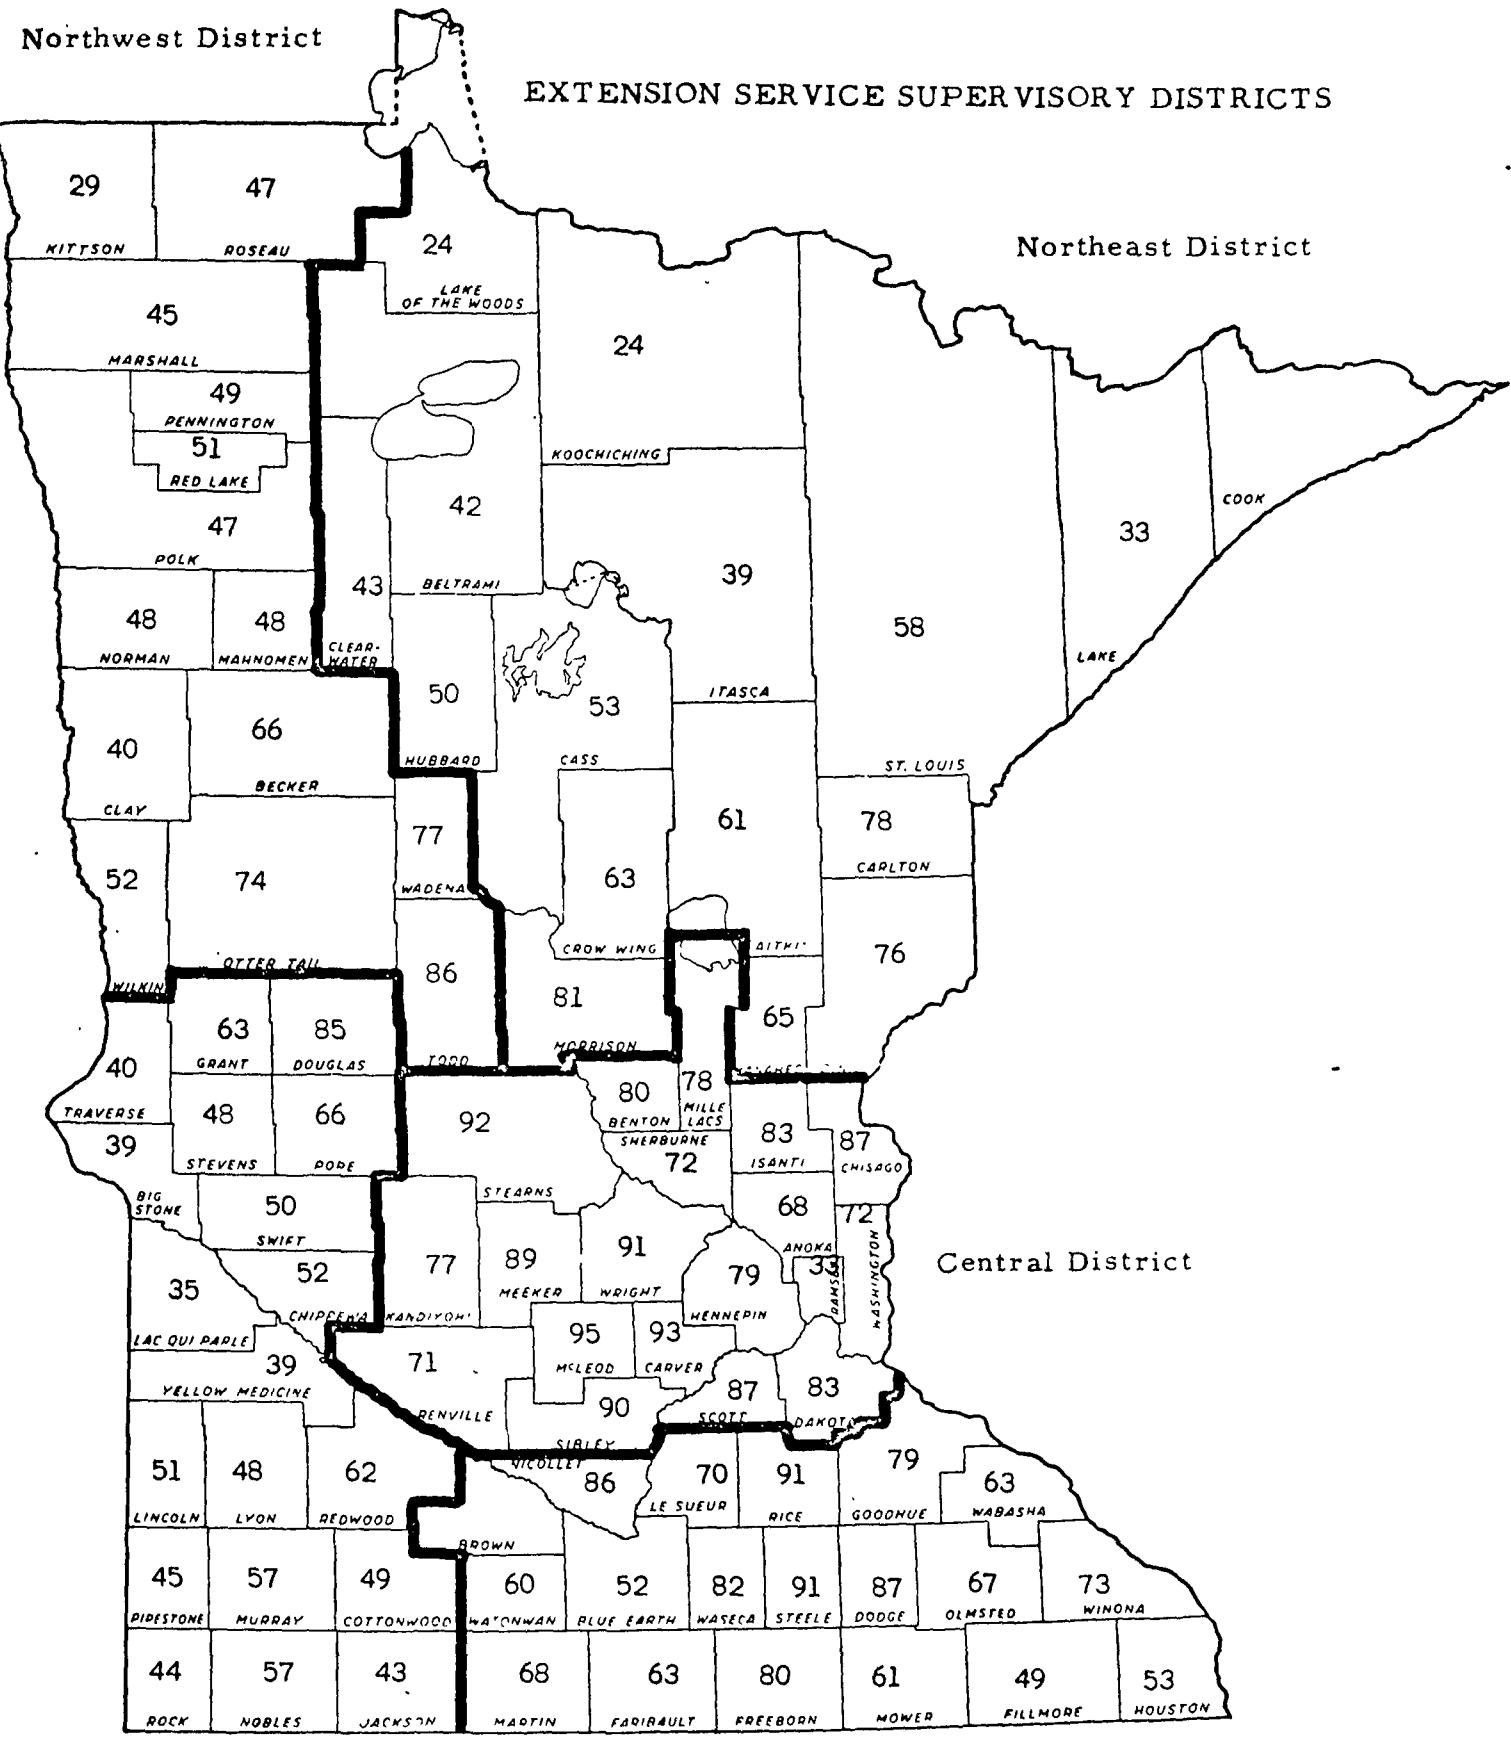 Northwest District
EXTENSION SERVICE SUPERVISORY DISTRICTS
29
47
KITTSON
ROSEAU
24
Northeast District
LAKE
OF THE WOODS
45
MARSHALL
24
49
PENNINGTON
51
RED LAKE
KOOCHICHING
47
POLK
42
BELTRAMI
COOK
33
LAKE
39
ITASCA
43
CLEAR-
WATER
48
NORMAN
48
MAHNOMEN
58
ST. LOUIS
50
HUBBARD
53
CASS
40
CLAY
66
BECKER
61
78
CARLTON
77
WADENA
52
WILKIN
74
OTTER TAIL
63
CROW WING
76
86
TODD
81
MORRISON
65
63
GRANT
85
DOUGLAS
40
TRAVERSE
80
BENTON
78
MILLE
LACS
48
STEVENS
66
POPE
92
STEARNS
SHERBURNE
72
83
ISANTI
87
CHISAGO
39
BIG
STONE
50
SWIFT
68
ANOKA
72
WASHINGTON
Central District
35
LAC QUI PARLE
52
CHIPPEWA
77
KANDIYOHI
89
MEEKER
91
WRIGHT
79
HENNEPIN
33
RAMSEY
39
YELLOW MEDICINE
71
RENVILLE
95
McLEOD
93
CARVER
90
SIBLEY
87
SCOTT
83
DAKOTA
51
LINCOLN
48
LYON
62
REDWOOD
NICOLLET
86
70
LE SUEUR
91
RICE
79
GOODHUE
63
WABASHA
BROWN
45
PIPESTONE
57
MURRAY
49
COTTONWOOD
60
WATONWAN
52
BLUE EARTH
82
WASECA
91
STEELE
87
DODGE
67
OLMSTED
73
WINONA
44
ROCK
57
NOBLES
43
JACKSON
68
MARTIN
63
FARIBAULT
80
FREEBORN
61
MOWER
49
FILLMORE
53
HOUSTON